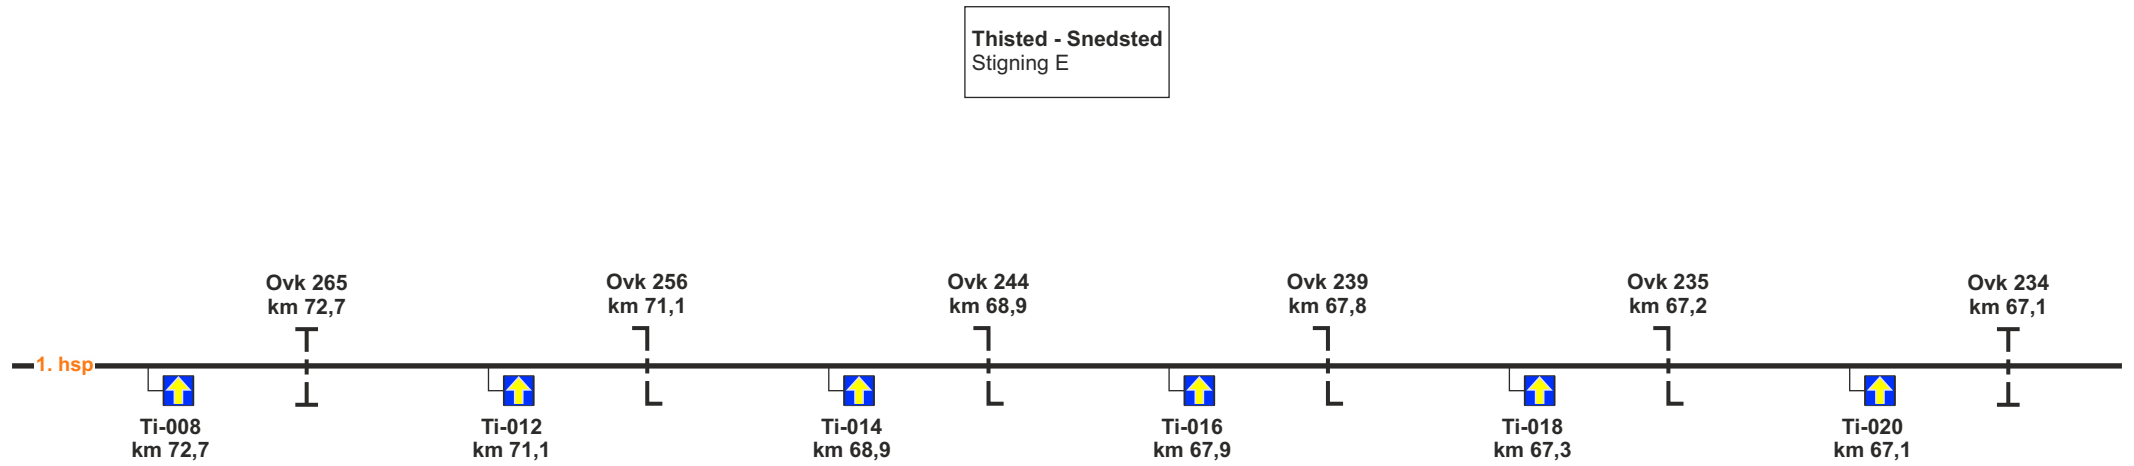 Thisted - Snedsted
Stigning E
Ovk 265
km 72,7
Ovk 256
km 71,1
Ovk 244
km 68,9
Ovk 239
km 67,8
Ovk 235
km 67,2
Ovk 234
km 67,1
1. hsp
Ti-008
km 72,7
Ti-012
km 71,1
Ti-014
km 68,9
Ti-016
km 67,9
Ti-018
km 67,3
Ti-020
km 67,1